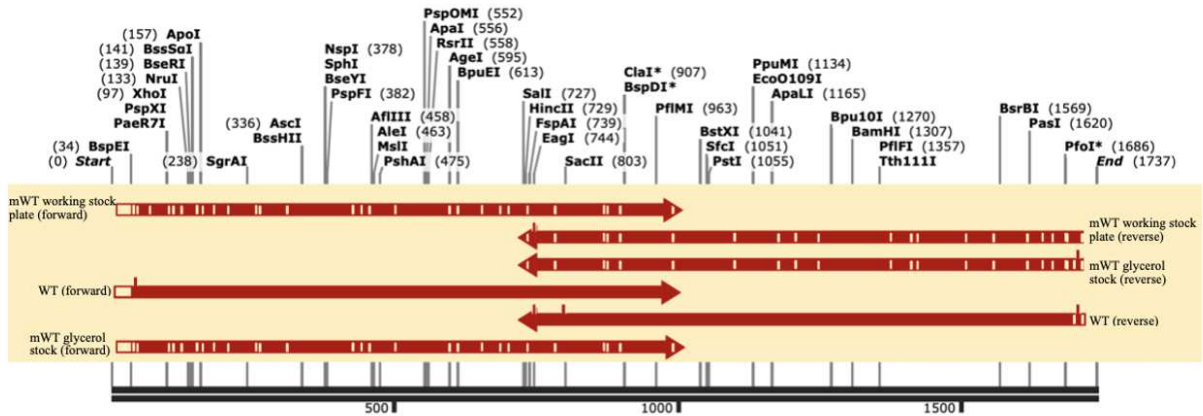 (157) ApoI
(141) BssSαI
(139) BseRI
(133) NruI
(97) XhoI
PspXI
PaeR7I
(34) BspEI
(0) Start
(238) SgrAI
(336) AscI
BssHII
NspI (378)
SphI
BseYI
PspFI (382)
AflIII (458)
AleI (463)
MslI
PshAI (475)
PspOMI (552)
ApaI (556)
RsrII (558)
AgeI (595)
BpuEI (613)
SalI (727)
HincII (729)
FspAI (739)
EagI (744)
SacII (803)
ClaI* (907)
BspDI*
PflMI (963)
BstXI (1041)
SfcI (1051)
PstI (1055)
PpuMI (1134)
EcoO109I
ApaLI (1165)
Bpu10I (1270)
BamHI (1307)
PflFI (1357)
Tth111I
BsrBI (1569)
PasI (1620)
PfoI* (1686)
End (1737)
mWT working stock
plate (forward)
mWT working stock
plate (reverse)
mWT glycerol
stock (reverse)
WT (forward)
WT (reverse)
mWT glycerol
stock (forward)
500
1000
1500